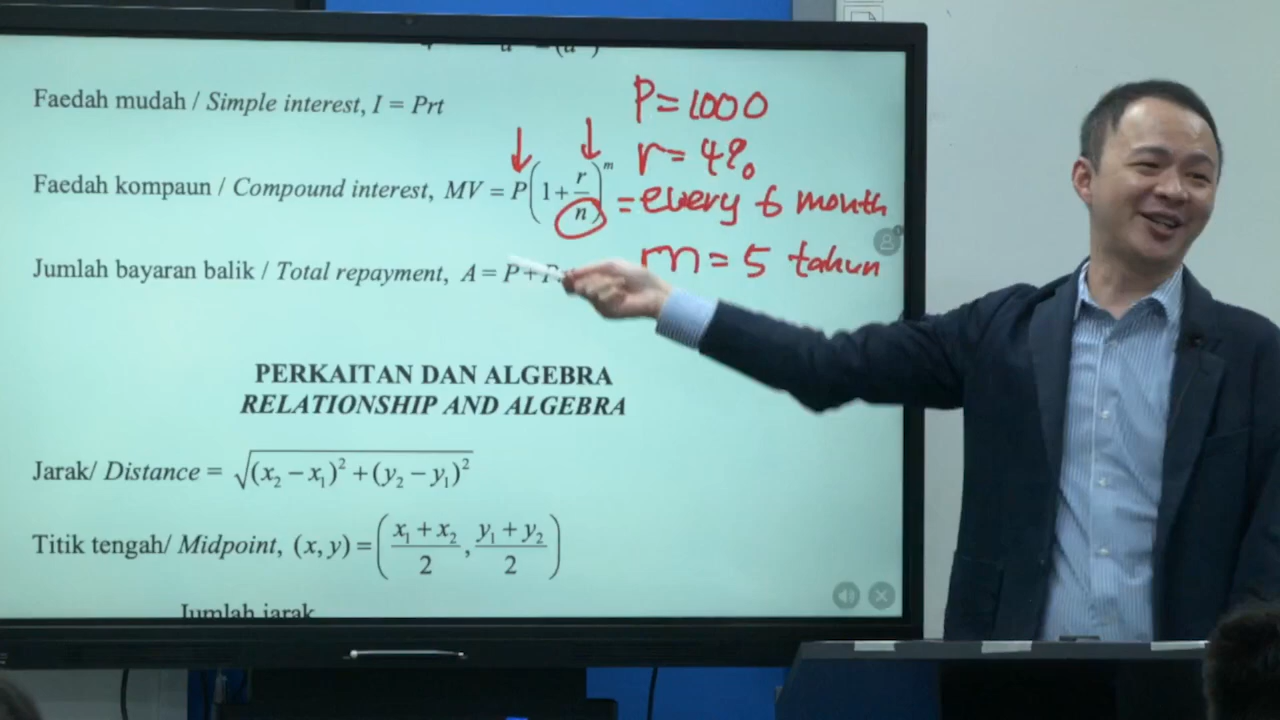 Faedah mudah / Simple interest, I = Prt
P = 1000
r = 4%
Faedah kompaun / Compound interest, MV = P(1 + r/n)^m
= every 6 month
m = 5 tahun
Jumlah bayaran balik / Total repayment, A = P + P
PERKAITAN DAN ALGEBRA
RELATIONSHIP AND ALGEBRA
Jarak/ Distance = √((x₂ − x₁)² + (y₂ − y₁)²)
Titik tengah/ Midpoint, (x, y) = ((x₁ + x₂)/2, (y₁ + y₂)/2)
Jumlah jarak